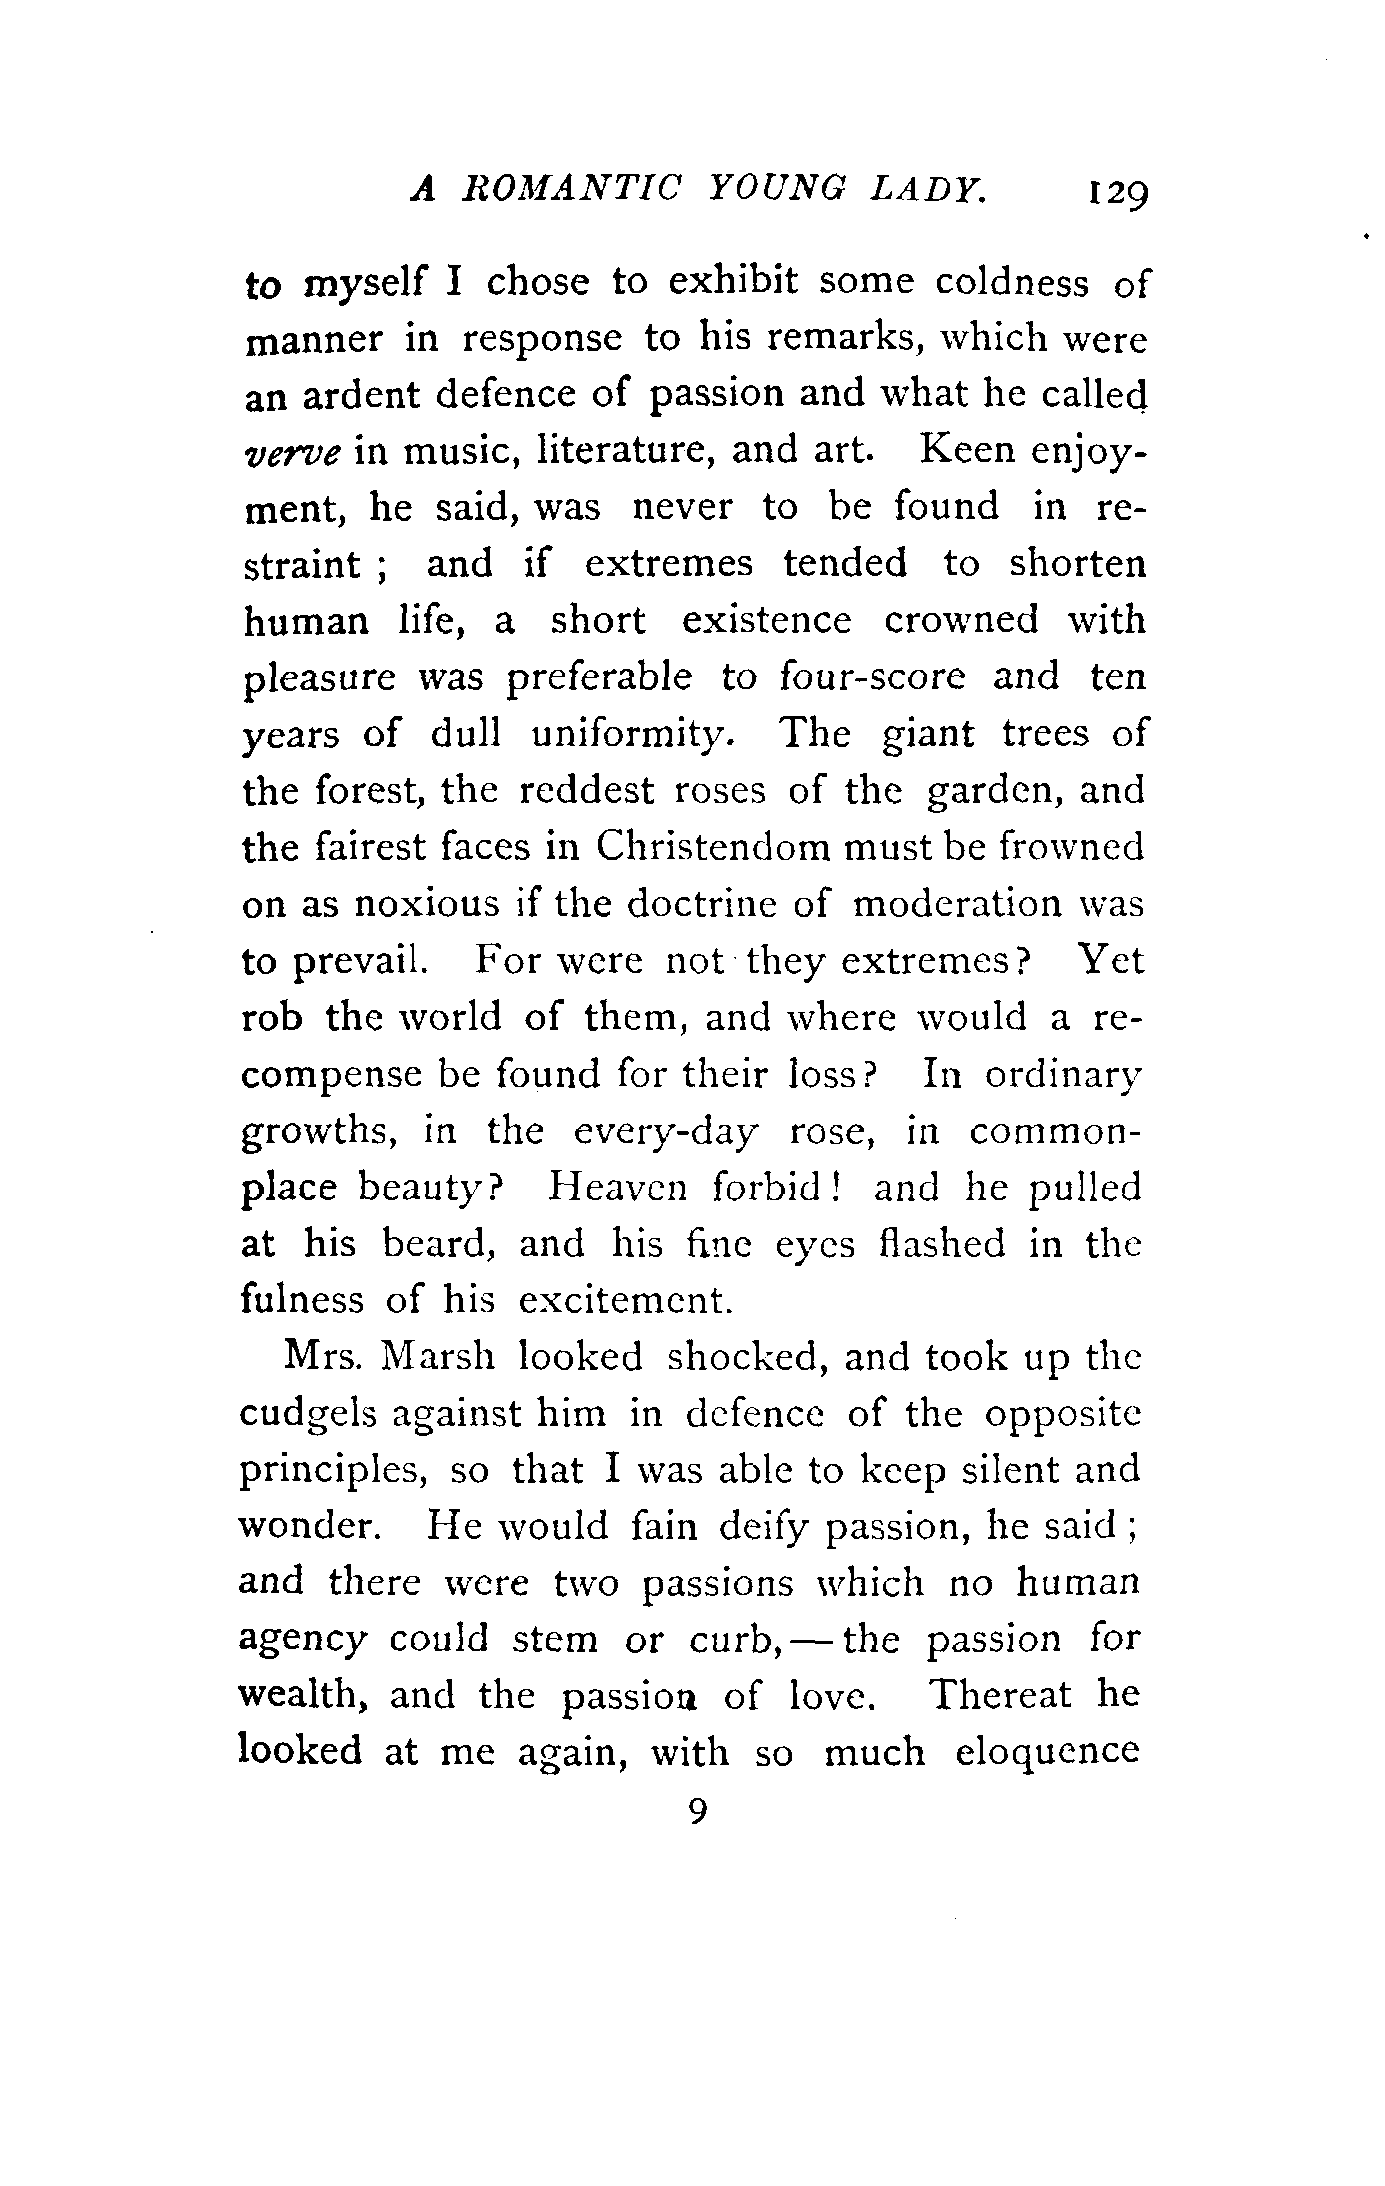 A ROMANTIC YOUNG LADY. 129
to myself I chose to exhibit some coldness of
manner in response to his remarks, which were
an ardent defence of passion and what he called
verve in music, literature, and art. Keen enjoy-
ment, he said, was never to be found in re-
straint ; and if extremes tended to shorten
human life, a short existence crowned with
pleasure was preferable to four-score and ten
years of dull uniformity. The giant trees of
the forest, the reddest roses of the garden, and
the fairest faces in Christendom must be frowned
on as noxious if the doctrine of moderation was
to prevail. For were not they extremes? Yet
rob the world of them, and where would a re-
compense be found for their loss? In ordinary
growths, in the every-day rose, in common-
place beauty? Heaven forbid! and he pulled
at his beard, and his fine eyes flashed in the
fulness of his excitement.
Mrs. Marsh looked shocked, and took up the
cudgels against him in defence of the opposite
principles, so that I was able to keep silent and
wonder. He would fain deify passion, he said ;
and there were two passions which no human
agency could stem or curb,—the passion for
wealth, and the passion of love. Thereat he
looked at me again, with so much eloquence
9